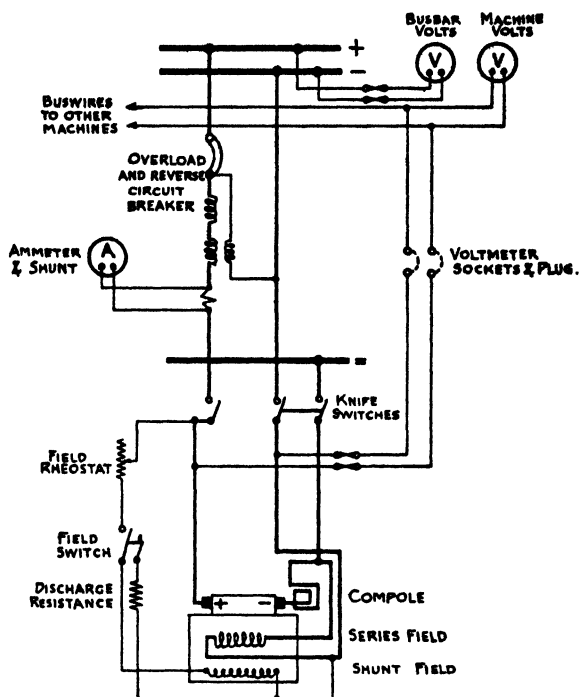 BUSBAR
VOLTS
MACHINE
VOLTS
+
−
V
V
BUSWIRES
TO OTHER
MACHINES
OVERLOAD
AND REVERSE
CIRCUIT
BREAKER
AMMETER
& SHUNT
A
VOLTMETER
SOCKETS & PLUG.
=
KNIFE
SWITCHES
FIELD
RHEOSTAT
FIELD
SWITCH
DISCHARGE
RESISTANCE
+ −
COMPOLE
SERIES FIELD
SHUNT FIELD